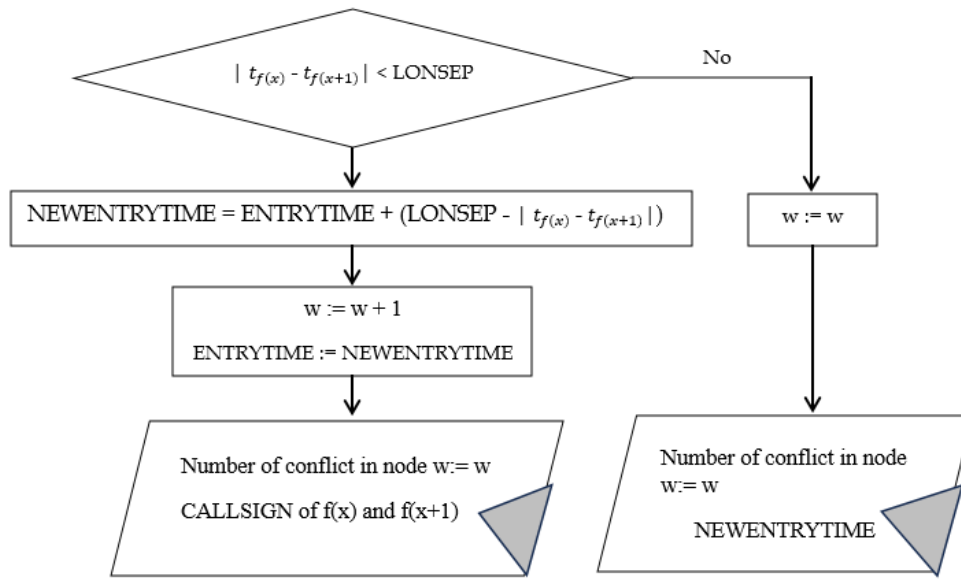 | t_{f(x)} - t_{f(x+1)}| < LONSEP
No
NEWENTRYTIME = ENTRYTIME + (LONSEP - | t_{f(x)} - t_{f(x+1)}|)
w := w
w := w + 1
ENTRYTIME := NEWENTRYTIME
Number of conflict in node w:= w
CALLSIGN of f(x) and f(x+1)
Number of conflict in node
w:= w
NEWENTRYTIME